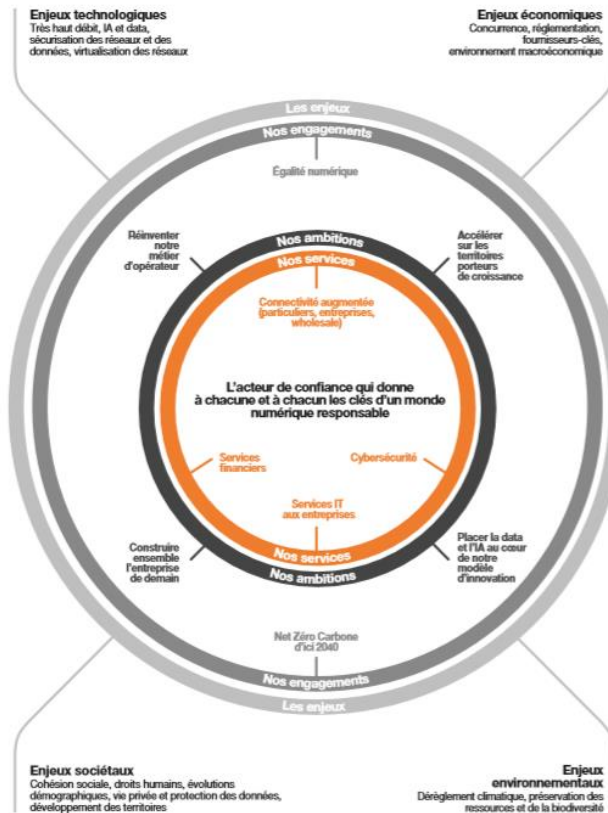 Enjeux technologiques
Très haut débit, IA et data,
sécurisation des réseaux et des
données, virtualisation des réseaux
Enjeux économiques
Concurrence, réglementation,
fournisseurs-clés,
environnement macroéconomique
Les enjeux
Nos engagements
Égalité numérique
Réinventer
notre
métier
d'opérateur
Nos ambitions
Accélérer
sur les
territoires
porteurs
de croissance
Nos services
Connectivité augmentée
(particuliers, entreprises,
wholesale)
L'acteur de confiance qui donne
à chacune et à chacun les clés d'un monde
numérique responsable
Services
financiers
Cybersécurité
Services IT
aux entreprises
Nos services
Nos ambitions
Construire
ensemble
l'entreprise
de demain
Placer la data
et l'IA au cœur
de notre
modèle
d'innovation
Net Zéro Carbone
d'ici 2040
Nos engagements
Les enjeux
Enjeux sociétaux
Cohésion sociale, droits humains, évolutions
démographiques, vie privée et protection des données,
développement des territoires
Enjeux
environnementaux
Dérèglement climatique, préservation des
ressources et de la biodiversité